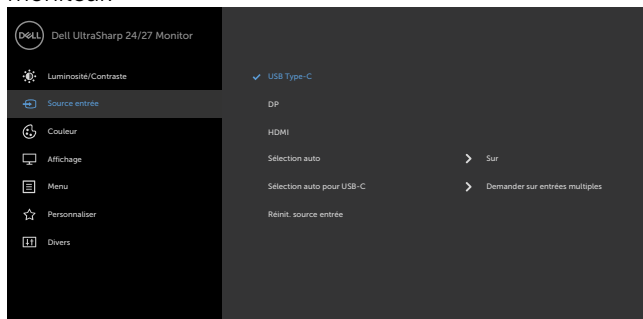 DELL Dell UltraSharp 24/27 Monitor
Luminosité/Contraste
USB Type-C
Source entrée
DP
Couleur
HDMI
Affichage
Sélection auto
Sur
Menu
Sélection auto pour USB-C
Demander sur entrées multiples
Personnaliser
Réinit. source entrée
Divers